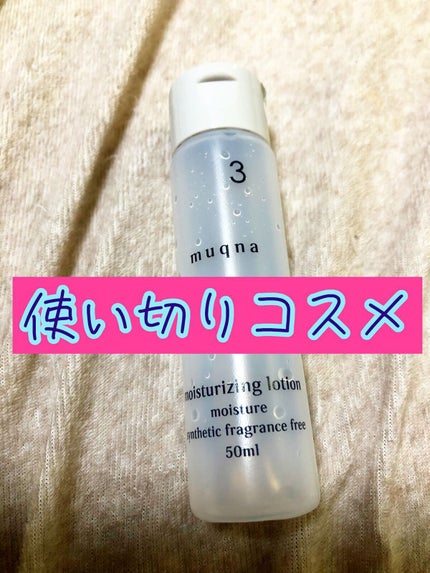 3
muqna
使い切りコスメ
moisturizing lotion
moisture
synthetic fragrance free
50ml